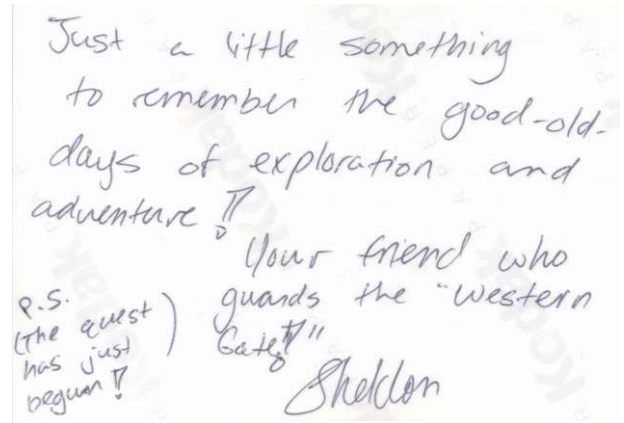 Just a little something
to remember the good-old-
days of exploration and
adventure!
Your friend who
guards the "Western
Gate!"
Sheldon
P.S.
(The quest
has just
begun!)